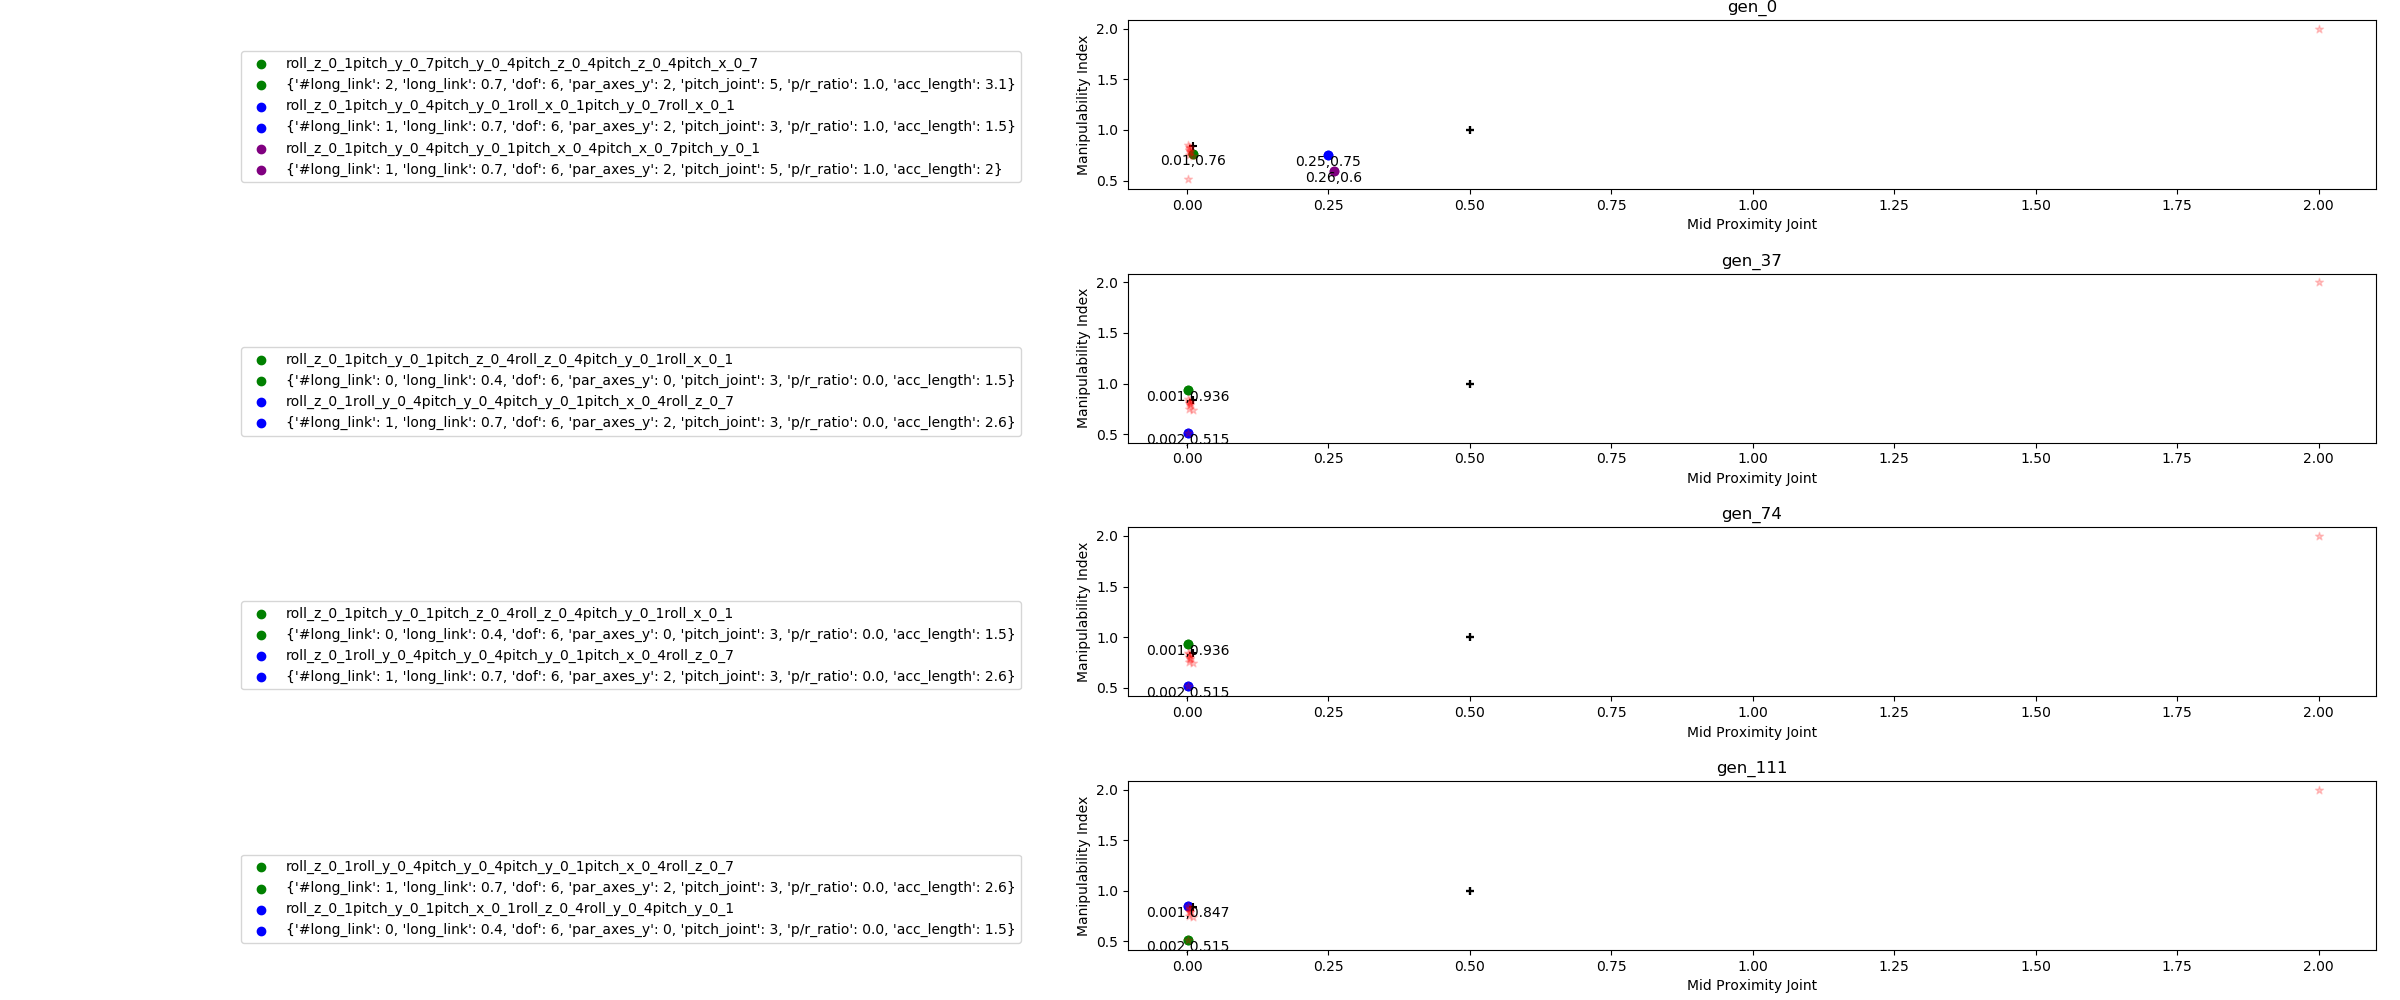 gen_0
roll_z_0_1pitch_y_0_7pitch_y_0_4pitch_z_0_4pitch_z_0_4pitch_x_0_7
{'#long_link': 2, 'long_link': 0.7, 'dof': 6, 'par_axes_y': 2, 'pitch_joint': 5, 'p/r_ratio': 1.0, 'acc_length': 3.1}
roll_z_0_1pitch_y_0_4pitch_y_0_1roll_x_0_1pitch_y_0_7roll_x_0_1
{'#long_link': 1, 'long_link': 0.7, 'dof': 6, 'par_axes_y': 2, 'pitch_joint': 3, 'p/r_ratio': 1.0, 'acc_length': 1.5}
roll_z_0_1pitch_y_0_4pitch_y_0_1pitch_x_0_4pitch_x_0_7pitch_y_0_1
{'#long_link': 1, 'long_link': 0.7, 'dof': 6, 'par_axes_y': 2, 'pitch_joint': 5, 'p/r_ratio': 1.0, 'acc_length': 2}
Manipulability Index
2.0
1.5
1.0
0.5
0.01,0.76
0.25,0.75
0.26,0.6
0.00 0.25 0.50 0.75 1.00 1.25 1.50 1.75 2.00
Mid Proximity Joint
gen_37
roll_z_0_1pitch_y_0_1pitch_z_0_4roll_z_0_4pitch_y_0_1roll_x_0_1
{'#long_link': 0, 'long_link': 0.4, 'dof': 6, 'par_axes_y': 0, 'pitch_joint': 3, 'p/r_ratio': 0.0, 'acc_length': 1.5}
roll_z_0_1roll_y_0_4pitch_y_0_4pitch_y_0_1pitch_x_0_4roll_z_0_7
{'#long_link': 1, 'long_link': 0.7, 'dof': 6, 'par_axes_y': 2, 'pitch_joint': 3, 'p/r_ratio': 0.0, 'acc_length': 2.6}
Manipulability Index
2.0
1.5
1.0
0.5
0.001,0.936
0.002,0.515
0.00 0.25 0.50 0.75 1.00 1.25 1.50 1.75 2.00
Mid Proximity Joint
gen_74
roll_z_0_1pitch_y_0_1pitch_z_0_4roll_z_0_4pitch_y_0_1roll_x_0_1
{'#long_link': 0, 'long_link': 0.4, 'dof': 6, 'par_axes_y': 0, 'pitch_joint': 3, 'p/r_ratio': 0.0, 'acc_length': 1.5}
roll_z_0_1roll_y_0_4pitch_y_0_4pitch_y_0_1pitch_x_0_4roll_z_0_7
{'#long_link': 1, 'long_link': 0.7, 'dof': 6, 'par_axes_y': 2, 'pitch_joint': 3, 'p/r_ratio': 0.0, 'acc_length': 2.6}
Manipulability Index
2.0
1.5
1.0
0.5
0.001,0.936
0.002,0.515
0.00 0.25 0.50 0.75 1.00 1.25 1.50 1.75 2.00
Mid Proximity Joint
gen_111
roll_z_0_1roll_y_0_4pitch_y_0_4pitch_y_0_1pitch_x_0_4roll_z_0_7
{'#long_link': 1, 'long_link': 0.7, 'dof': 6, 'par_axes_y': 2, 'pitch_joint': 3, 'p/r_ratio': 0.0, 'acc_length': 2.6}
roll_z_0_1pitch_y_0_1pitch_x_0_1roll_z_0_4roll_y_0_4pitch_y_0_1
{'#long_link': 0, 'long_link': 0.4, 'dof': 6, 'par_axes_y': 0, 'pitch_joint': 3, 'p/r_ratio': 0.0, 'acc_length': 1.5}
Manipulability Index
2.0
1.5
1.0
0.5
0.001,0.847
0.002,0.515
0.00 0.25 0.50 0.75 1.00 1.25 1.50 1.75 2.00
Mid Proximity Joint